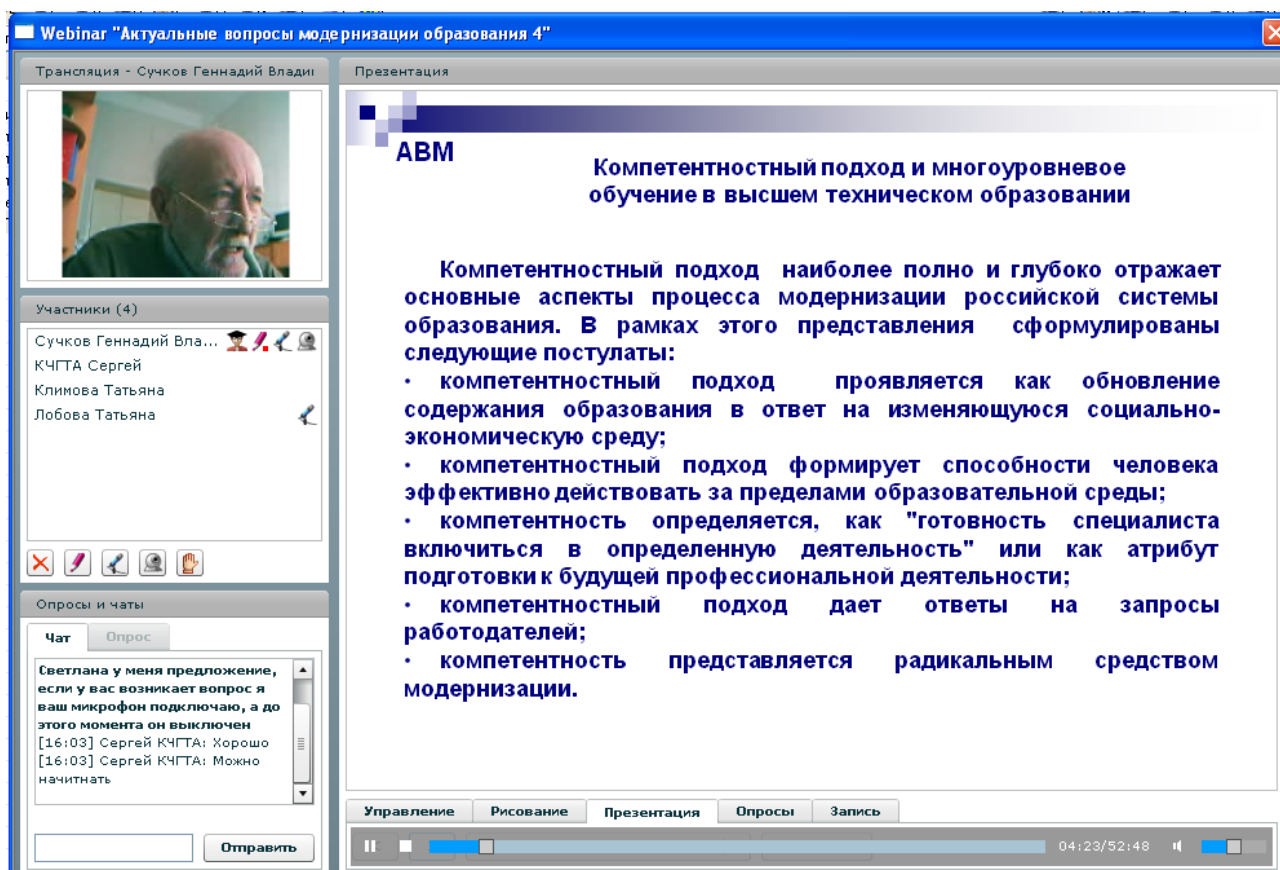 Webinar "Актуальные вопросы модернизации образования 4"
Трансляция - Сучков Геннадий Влади
Участники (4)
Сучков Геннадий Вла...
КЧГТА Сергей
Климова Татьяна
Лобова Татьяна
Опросы и чаты
Чат
Опрос
Светлана у меня предложение,
если у вас возникает вопрос я
ваш микрофон подключаю, а до
этого момента он выключен
[16:03] Сергей КЧГТА: Хорошо
[16:03] Сергей КЧГТА: Можно
начитнать
Отправить
Презентация
АВМ
Компетентностный подход и многоуровневое
обучение в высшем техническом образовании
Компетентностный подход наиболее полно и глубоко отражает
основные аспекты процесса модернизации российской системы
образования. В рамках этого представления сформулированы
следующие постулаты:
· компетентностный подход проявляется как обновление
содержания образования в ответ на изменяющуюся социально-
экономическую среду;
· компетентностный подход формирует способности человека
эффективно действовать за пределами образовательной среды;
· компетентность определяется, как "готовность специалиста
включиться в определенную деятельность" или как атрибут
подготовки к будущей профессиональной деятельности;
· компетентностный подход дает ответы на запросы
работодателей;
· компетентность представляется радикальным средством
модернизации.
Управление
Рисование
Презентация
Опросы
Запись
04:23/52:48